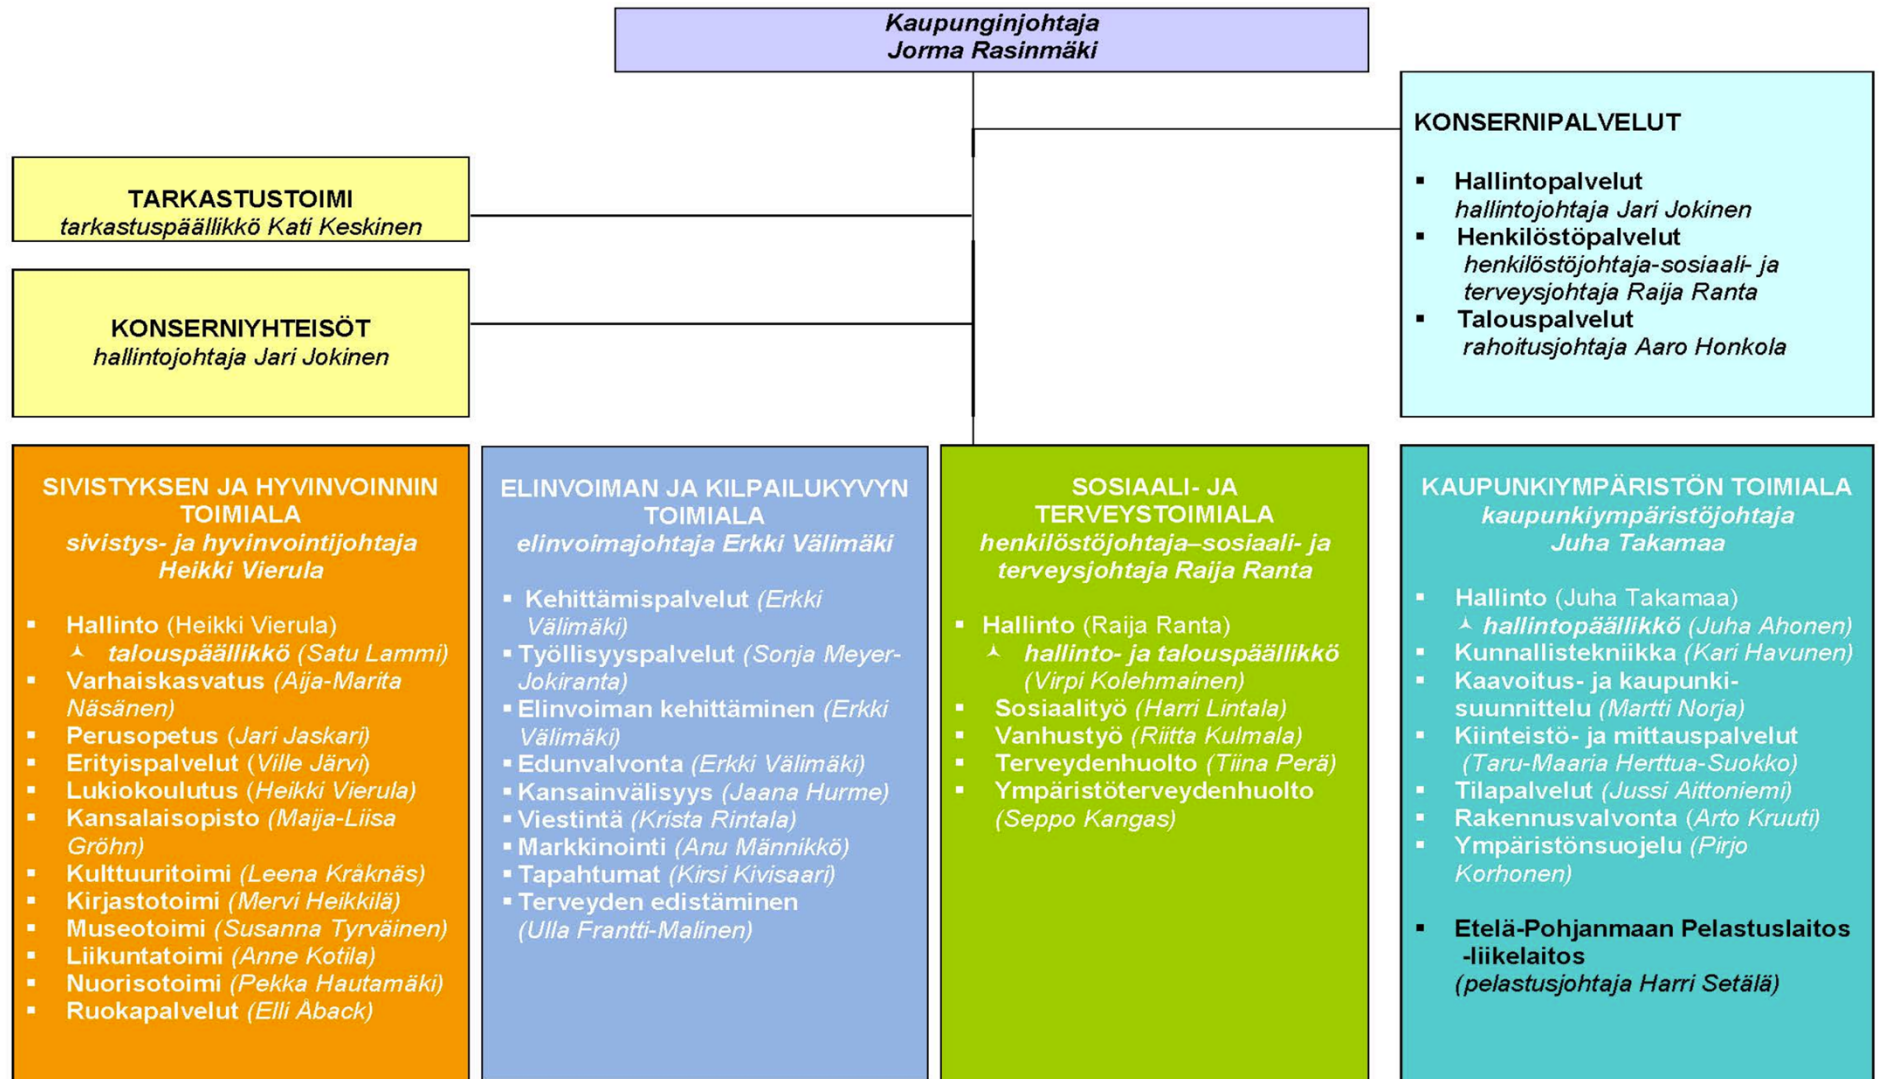 Kaupunginjohtaja
Jorma Rasinmäki
KONSERNIPALVELUT
▪ Hallintopalvelut
hallintojohtaja Jari Jokinen
▪ Henkilöstöpalvelut
henkilöstöjohtaja-sosiaali- ja
terveysjohtaja Raija Ranta
▪ Talouspalvelut
rahoitusjohtaja Aaro Honkola
TARKASTUSTOIMI
tarkastuspäällikkö Kati Keskinen
KONSERNIYHTEISÖT
hallintojohtaja Jari Jokinen
SIVISTYKSEN JA HYVINVOINNIN
TOIMIALA
sivistys- ja hyvinvointijohtaja
Heikki Vierula
▪ Hallinto (Heikki Vierula)
⅄ talouspäällikkö (Satu Lammi)
▪ Varhaiskasvatus (Aija-Marita
Näsänen)
▪ Perusopetus (Jari Jaskari)
▪ Erityispalvelut (Ville Järvi)
▪ Lukiokoulutus (Heikki Vierula)
▪ Kansalaisopisto (Maija-Liisa
Gröhn)
▪ Kulttuuritoimi (Leena Kråknäs)
▪ Kirjastotoimi (Mervi Heikkilä)
▪ Museotoimi (Susanna Tyrväinen)
▪ Liikuntatoimi (Anne Kotila)
▪ Nuorisotoimi (Pekka Hautamäki)
▪ Ruokapalvelut (Elli Åback)
ELINVOIMAN JA KILPAILUKYVYN
TOIMIALA
elinvoimajohtaja Erkki Välimäki
▪ Kehittämispalvelut (Erkki
Välimäki)
▪ Työllisyyspalvelut (Sonja Meyer-
Jokiranta)
▪ Elinvoiman kehittäminen (Erkki
Välimäki)
▪ Edunvalvonta (Erkki Välimäki)
▪ Kansainvälisyys (Jaana Hurme)
▪ Viestintä (Krista Rintala)
▪ Markkinointi (Anu Männikkö)
▪ Tapahtumat (Kirsi Kivisaari)
▪ Terveyden edistäminen
(Ulla Frantti-Malinen)
SOSIAALI- JA
TERVEYSTOIMIALA
henkilöstöjohtaja–sosiaali- ja
terveysjohtaja Raija Ranta
▪ Hallinto (Raija Ranta)
⅄ hallinto- ja talouspäällikkö
(Virpi Kolehmainen)
▪ Sosiaalityö (Harri Lintala)
▪ Vanhustyö (Riitta Kulmala)
▪ Terveydenhuolto (Tiina Perä)
▪ Ympäristöterveydenhuolto
(Seppo Kangas)
KAUPUNKIYMPÄRISTÖN TOIMIALA
kaupunkiympäristöjohtaja
Juha Takamaa
▪ Hallinto (Juha Takamaa)
⅄ hallintopäällikkö (Juha Ahonen)
▪ Kunnallistekniikka (Kari Havunen)
▪ Kaavoitus- ja kaupunki-
suunnittelu (Martti Norja)
▪ Kiinteistö- ja mittauspalvelut
(Taru-Maaria Herttua-Suokko)
▪ Tilapalvelut (Jussi Aittoniemi)
▪ Rakennusvalvonta (Arto Kruuti)
▪ Ympäristönsuojelu (Pirjo
Korhonen)
▪ Etelä-Pohjanmaan Pelastuslaitos
-liikelaitos
(pelastusjohtaja Harri Setälä)